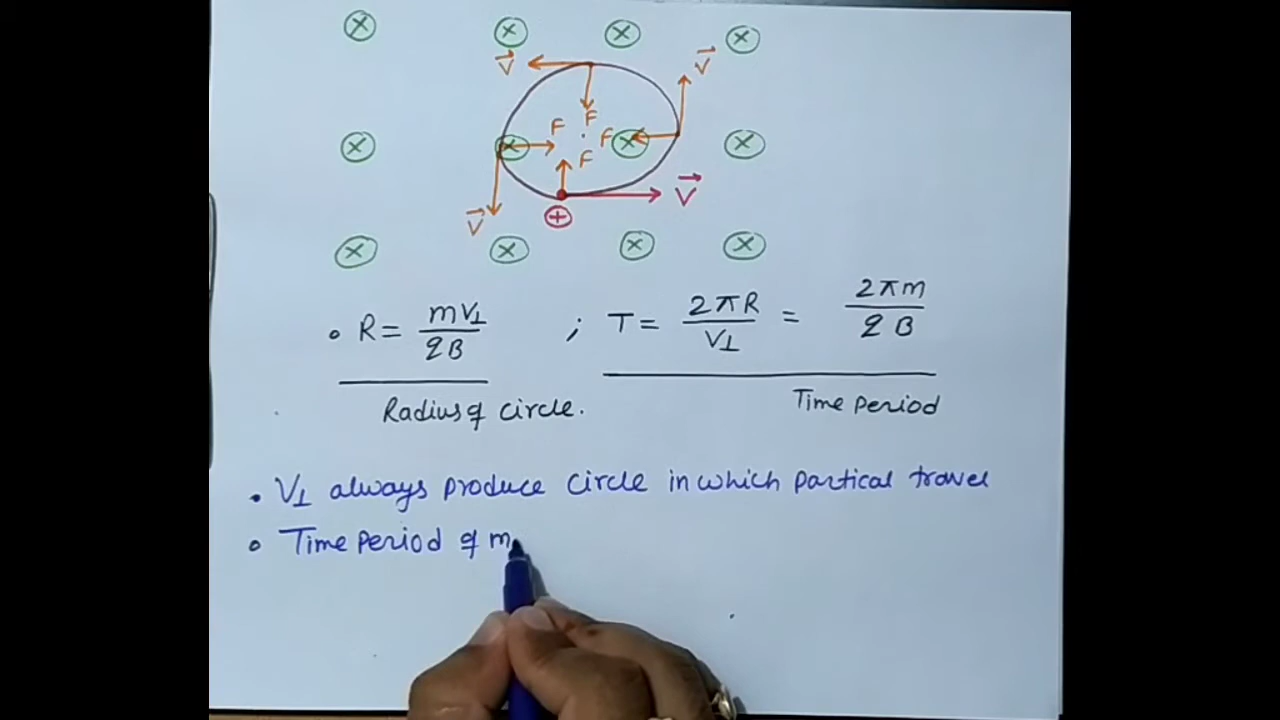 V⃗ V⃗
F F F F
V⃗ ⊕ V⃗
• R = mV⊥/qB ; T = 2πR/V⊥ = 2πm/qB
Radius of circle. Time period
• V⊥ always produce circle in which partical travel
• Time period of m